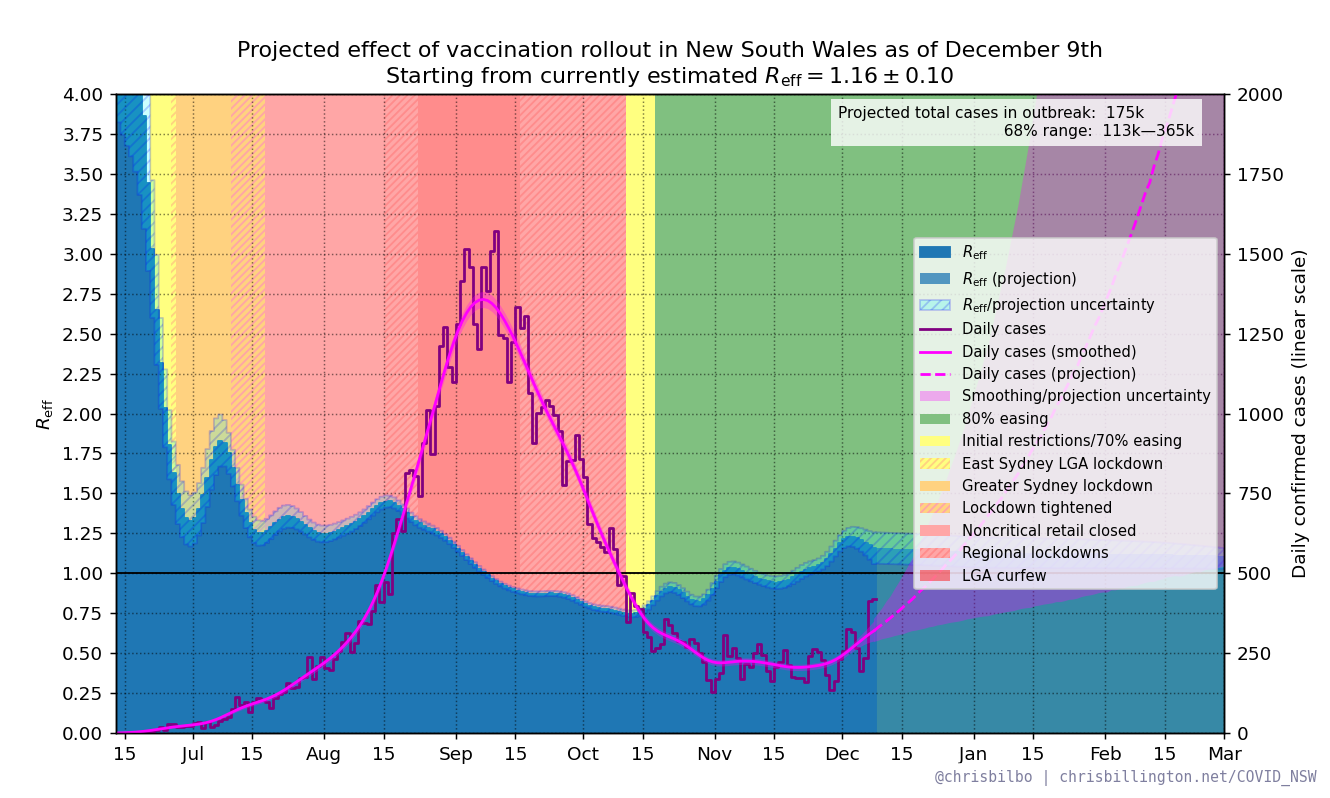 Projected effect of vaccination rollout in New South Wales as of December 9th
Starting from currently estimated Reff = 1.16 ± 0.10
Projected total cases in outbreak: 175k
68% range: 113k—365k
4.00
3.75
3.50
3.25
3.00
2.75
2.50
2.25
2.00
1.75
1.50
1.25
1.00
0.75
0.50
0.25
0.00
Reff
2000
1750
1500
1250
1000
750
500
250
0
Daily confirmed cases (linear scale)
Reff
Reff (projection)
Reff/projection uncertainty
Daily cases
Daily cases (smoothed)
Daily cases (projection)
Smoothing/projection uncertainty
80% easing
Initial restrictions/70% easing
East Sydney LGA lockdown
Greater Sydney lockdown
Lockdown tightened
Noncritical retail closed
Regional lockdowns
LGA curfew
15 Jul 15 Aug 15 Sep 15 Oct 15 Nov 15 Dec 15 Jan 15 Feb 15 Mar
@chrisbilbo | chrisbillington.net/COVID_NSW